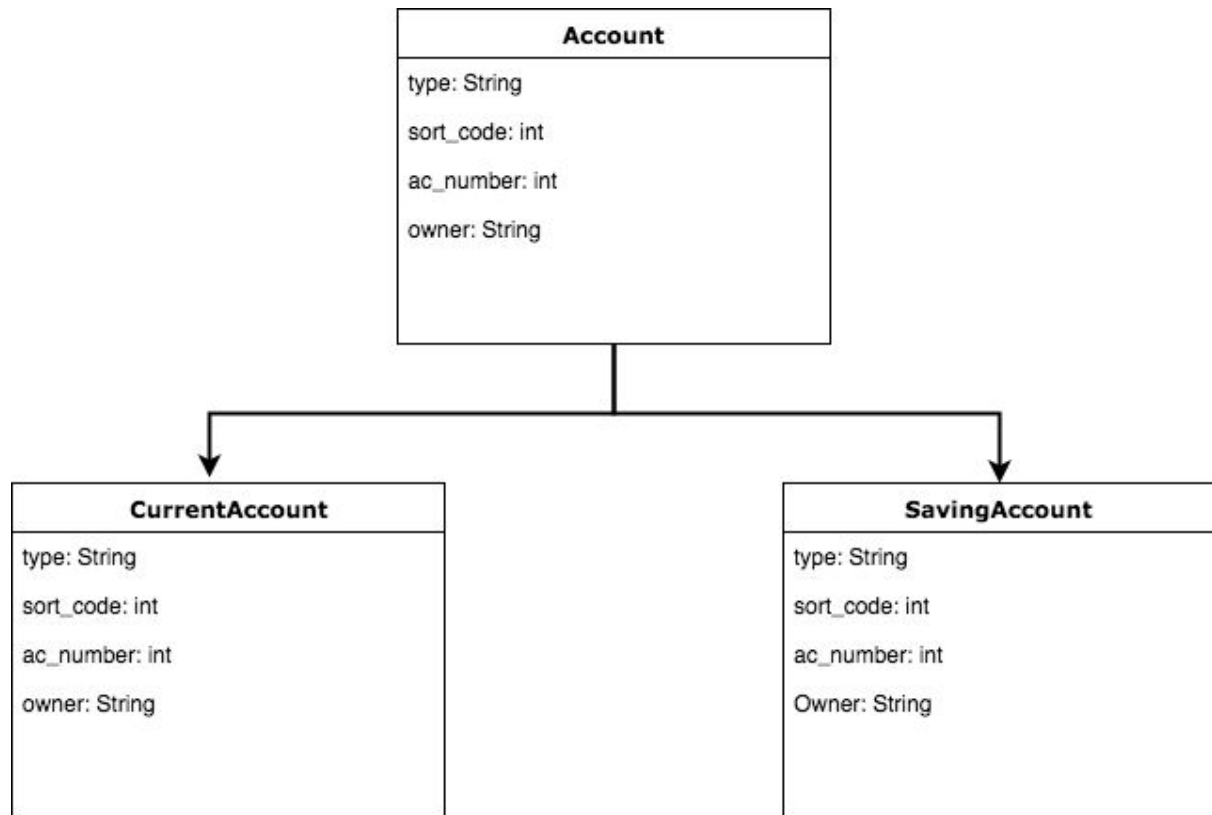 Account
type: String
sort_code: int
ac_number: int
owner: String
CurrentAccount
type: String
sort_code: int
ac_number: int
owner: String
SavingAccount
type: String
sort_code: int
ac_number: int
Owner: String